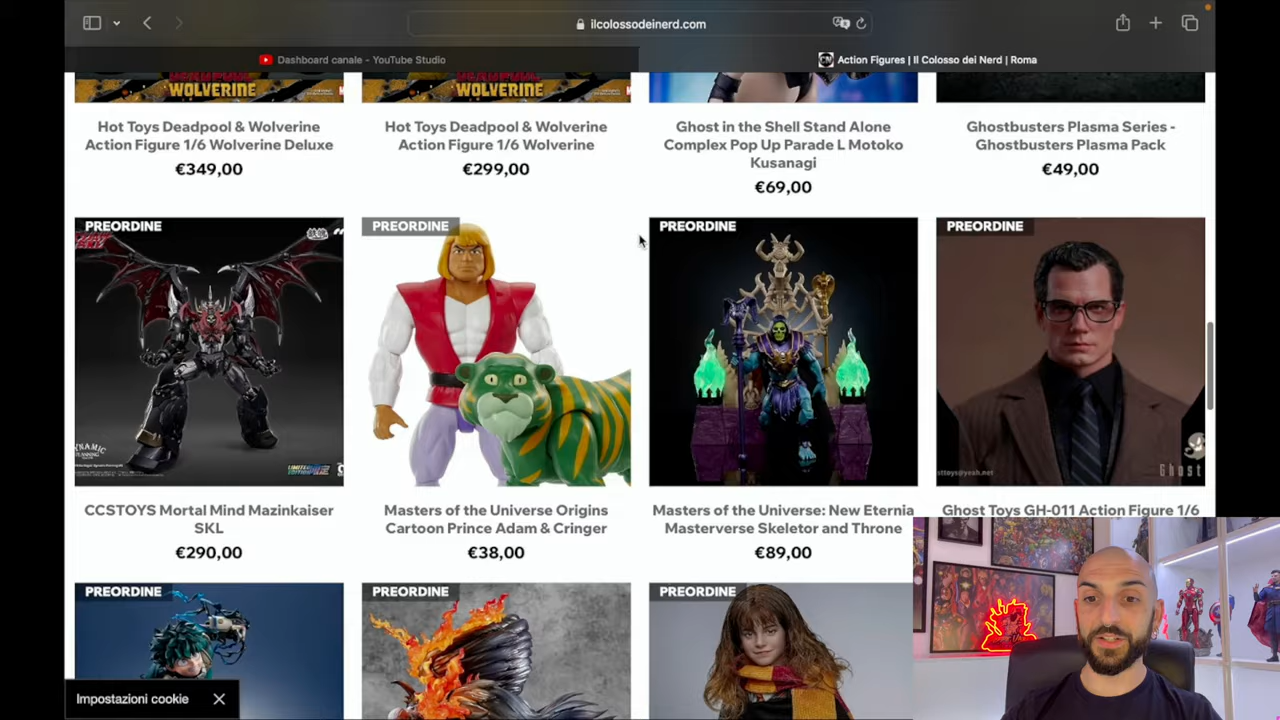 ilcolossodeinerd.com
Dashboard canale - YouTube Studio
Action Figures | Il Colosso dei Nerd | Roma
WOLVERINE
WOLVERINE
Hot Toys Deadpool & Wolverine
Action Figure 1/6 Wolverine Deluxe
€349,00
Hot Toys Deadpool & Wolverine
Action Figure 1/6 Wolverine
€299,00
Ghost in the Shell Stand Alone
Complex Pop Up Parade L Motoko
Kusanagi
€69,00
Ghostbusters Plasma Series -
Ghostbusters Plasma Pack
€49,00
PREORDINE
PREORDINE
PREORDINE
PREORDINE
Ghost
CCSTOYS Mortal Mind Mazinkaiser
SKL
€290,00
Masters of the Universe Origins
Cartoon Prince Adam & Cringer
€38,00
Masters of the Universe: New Eternia
Masterverse Skeletor and Throne
€89,00
Ghost Toys GH-011 Action Figure 1/6
PREORDINE
PREORDINE
PREORDINE
Impostazioni cookie